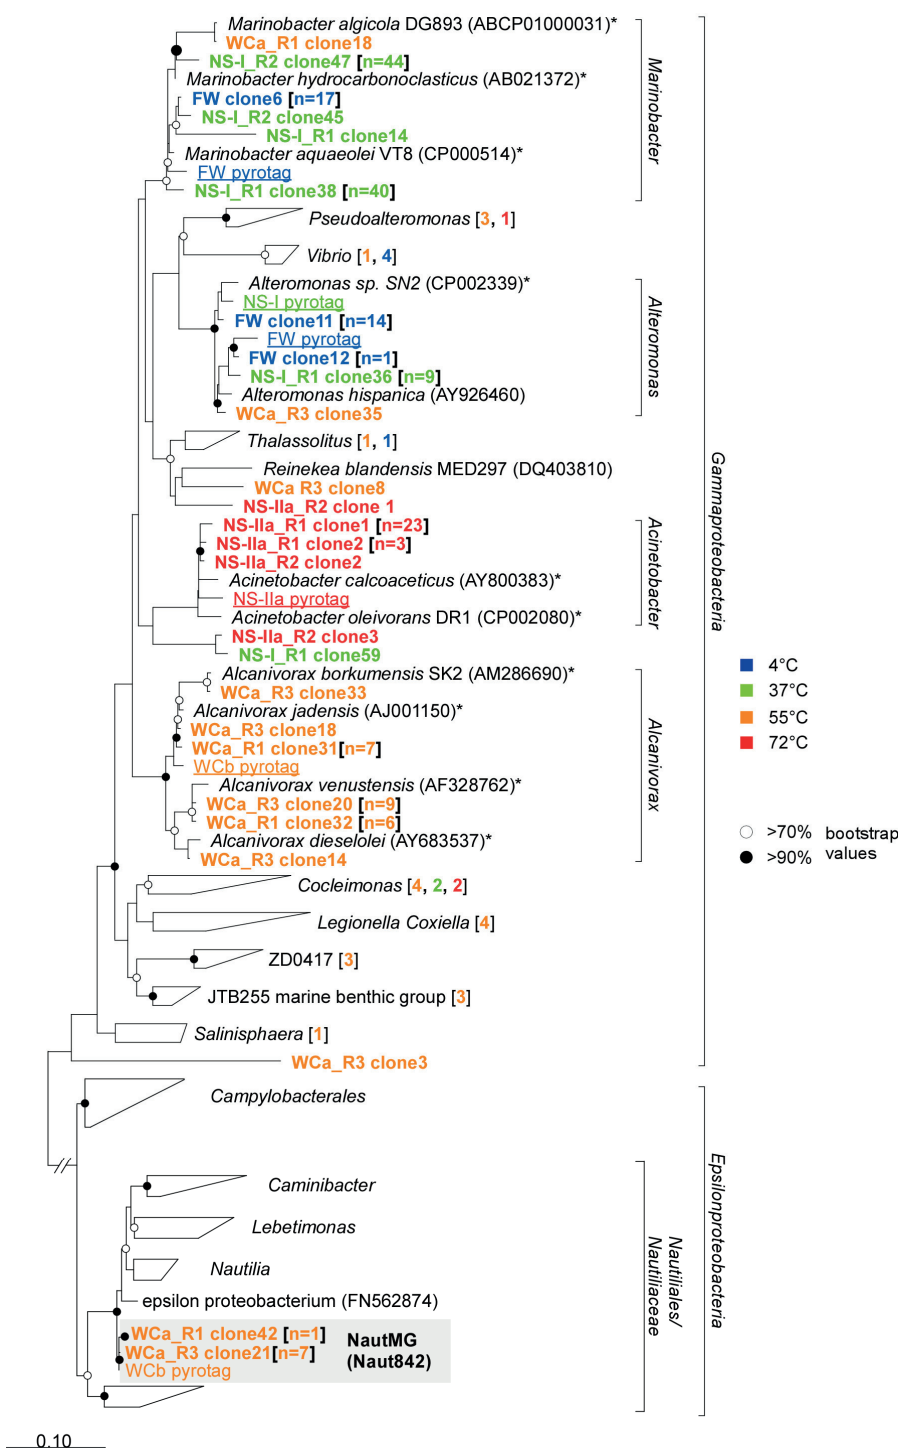 Marinobacter algicola DG893 (ABCP01000031)*
WCa_R1 clone18
NS-I_R2 clone47 [n=44]
Marinobacter hydrocarbonoclasticus (AB021372)*
FW clone6 [n=17]
NS-I_R2 clone45
NS-I_R1 clone14
Marinobacter aquaeolei VT8 (CP000514)*
FW pyrotag
NS-I_R1 clone38 [n=40]
Marinobacter
Pseudoalteromonas [3, 1]
Vibrio [1, 4]
Alteromonas sp. SN2 (CP002339)*
NS-I pyrotag
FW clone11 [n=14]
FW pyrotag
FW clone12 [n=1]
NS-I_R1 clone36 [n=9]
Alteromonas hispanica (AY926460)
WCa_R3 clone35
Alteromonas
Thalassolitus [1, 1]
Reinekea blandensis MED297 (DQ403810)
WCa R3 clone8
NS-IIa_R2 clone 1
NS-IIa_R1 clone1 [n=23]
NS-IIa_R1 clone2 [n=3]
NS-IIa_R2 clone2
Acinetobacter calcoaceticus (AY800383)*
NS-IIa pyrotag
Acinetobacter oleivorans DR1 (CP002080)*
Acinetobacter
NS-IIa_R2 clone3
NS-I_R1 clone59
Alcanivorax borkumensis SK2 (AM286690)*
WCa_R3 clone33
Alcanivorax jadensis (AJ001150)*
WCa_R3 clone18
WCa_R1 clone31[n=7]
WCb pyrotag
Alcanivorax venustensis (AF328762)*
WCa_R3 clone20 [n=9]
WCa_R1 clone32 [n=6]
Alcanivorax dieselolei (AY683537)*
WCa_R3 clone14
Alcanivorax
Cocleimonas [4, 2, 2]
Legionella Coxiella [4]
ZD0417 [3]
JTB255 marine benthic group [3]
Salinisphaera [1]
WCa_R3 clone3
Gammaproteobacteria
4°C
37°C
55°C
72°C
>70%
>90%
bootstrap
values
Campylobacterales
Caminibacter
Lebetimonas
Nautilia
epsilon proteobacterium (FN562874)
WCa_R1 clone42 [n=1]
WCa_R3 clone21[n=7]
WCb pyrotag
NautMG
(Naut842)
Nautiliales/
Nautiliaceae
Epsilonproteobacteria
0.10